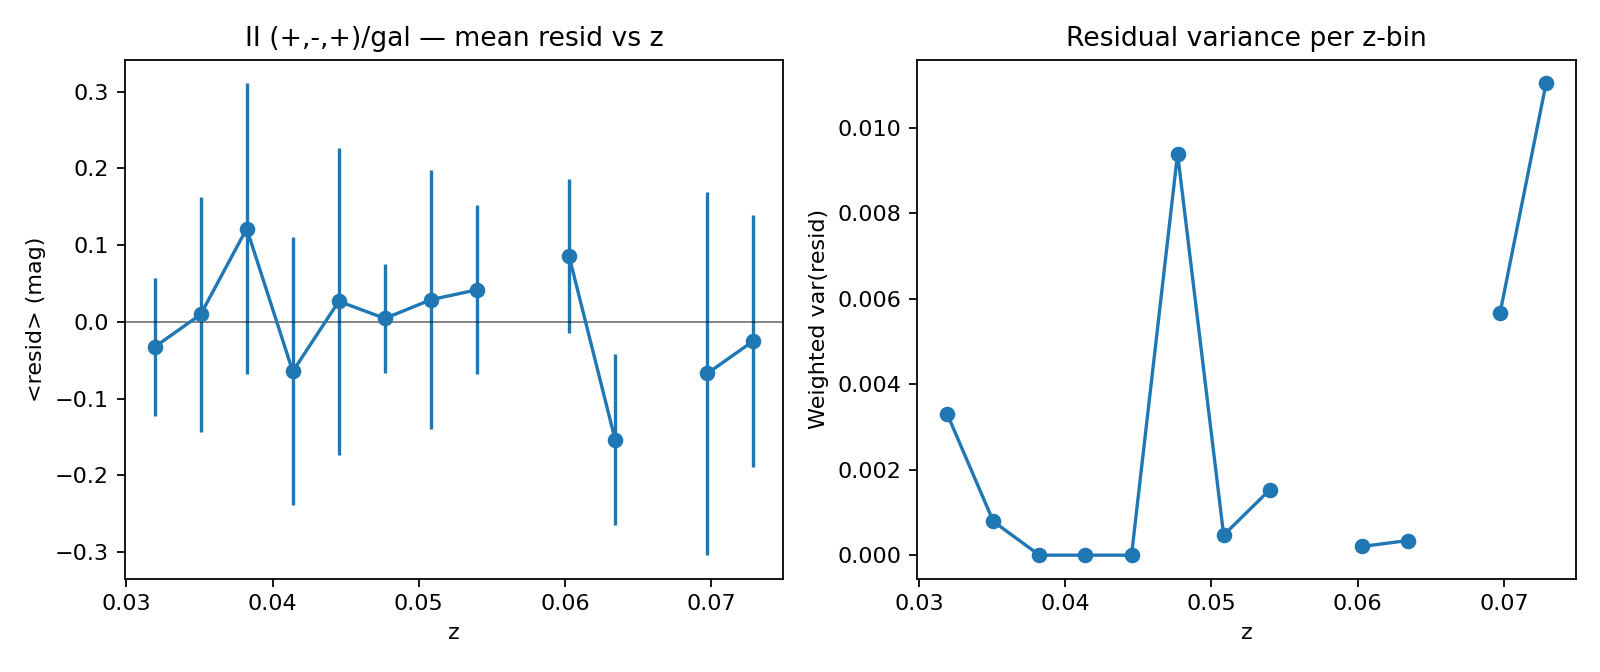 II (+,-,+)/gal — mean resid vs z
<resid> (mag)
0.3
0.2
0.1
0.0
−0.1
−0.2
−0.3
0.03 0.04 0.05 0.06 0.07
z
Residual variance per z-bin
Weighted var(resid)
0.010
0.008
0.006
0.004
0.002
0.000
0.03 0.04 0.05 0.06 0.07
z